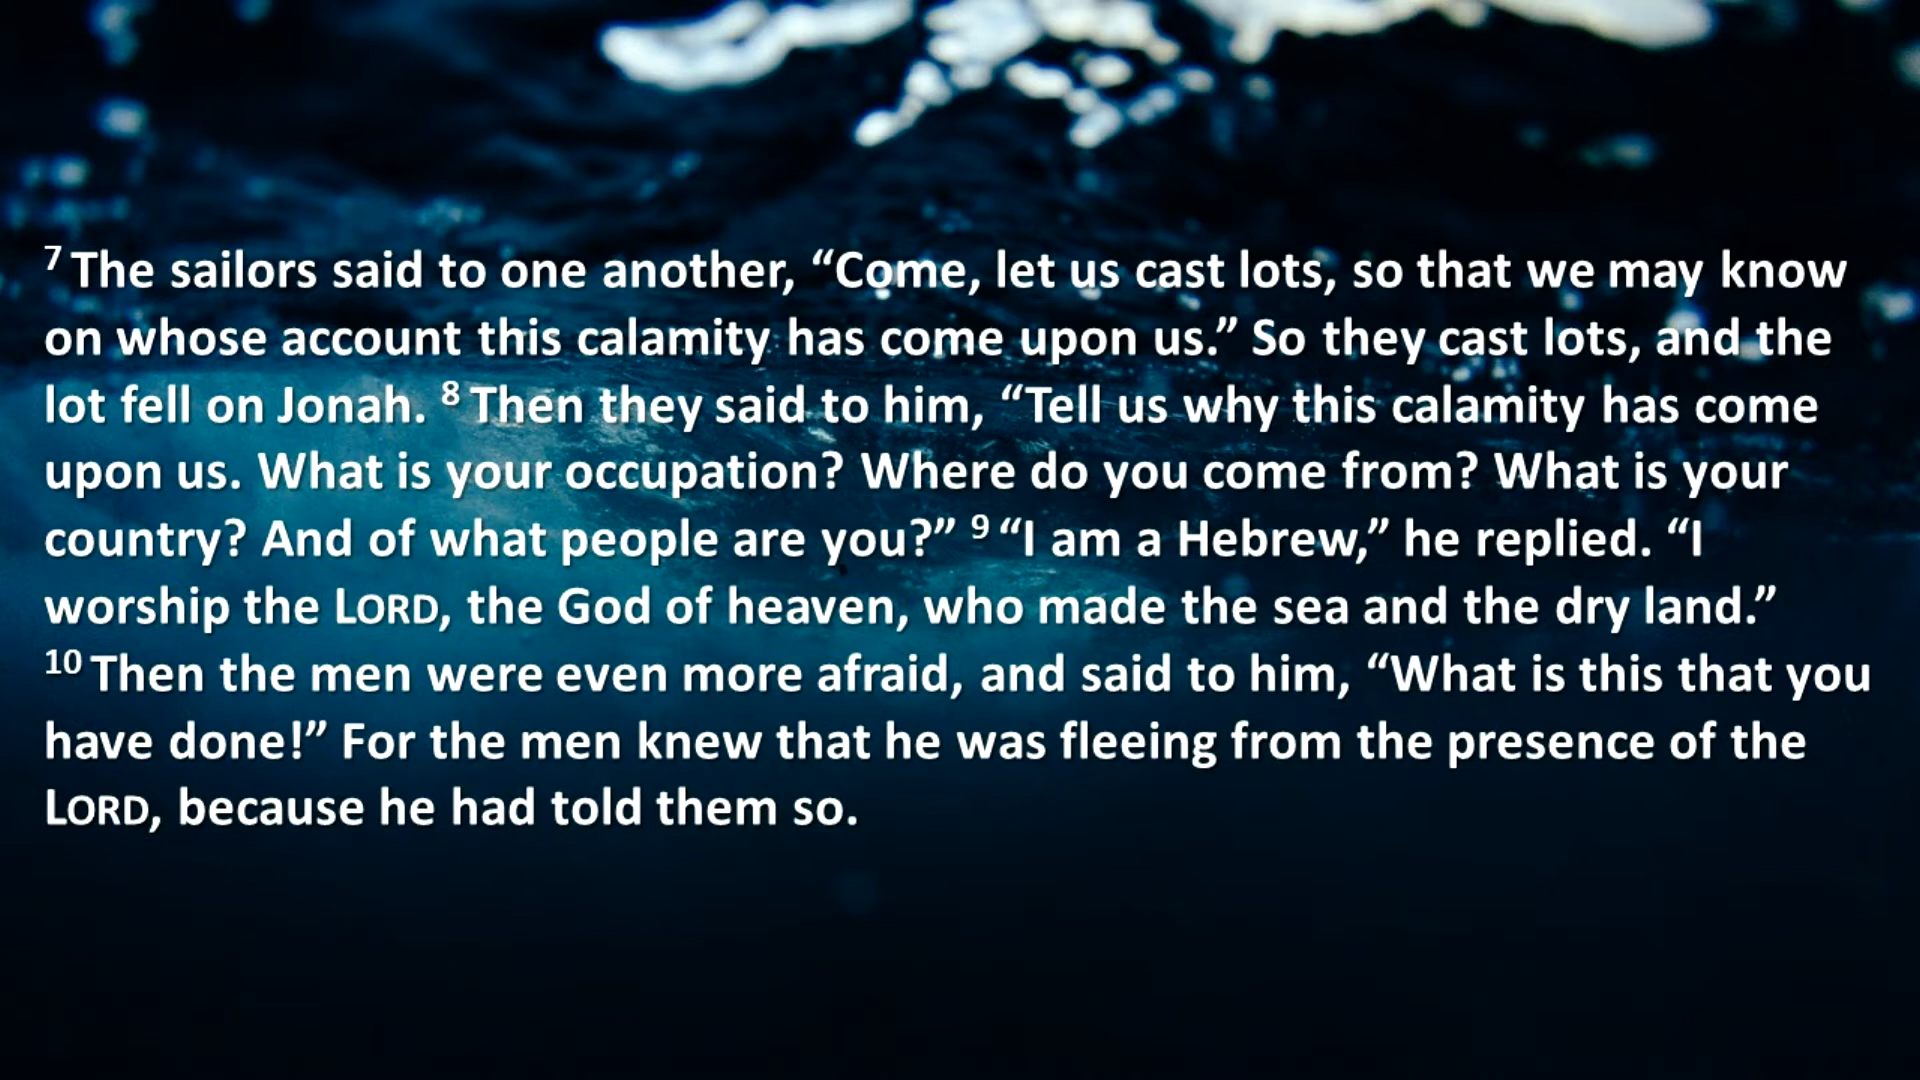 7 The sailors said to one another, “Come, let us cast lots, so that we may know
on whose account this calamity has come upon us.” So they cast lots, and the
lot fell on Jonah. 8 Then they said to him, “Tell us why this calamity has come
upon us. What is your occupation? Where do you come from? What is your
country? And of what people are you?” 9 “I am a Hebrew,” he replied. “I
worship the LORD, the God of heaven, who made the sea and the dry land.”
10 Then the men were even more afraid, and said to him, “What is this that you
have done!” For the men knew that he was fleeing from the presence of the
LORD, because he had told them so.